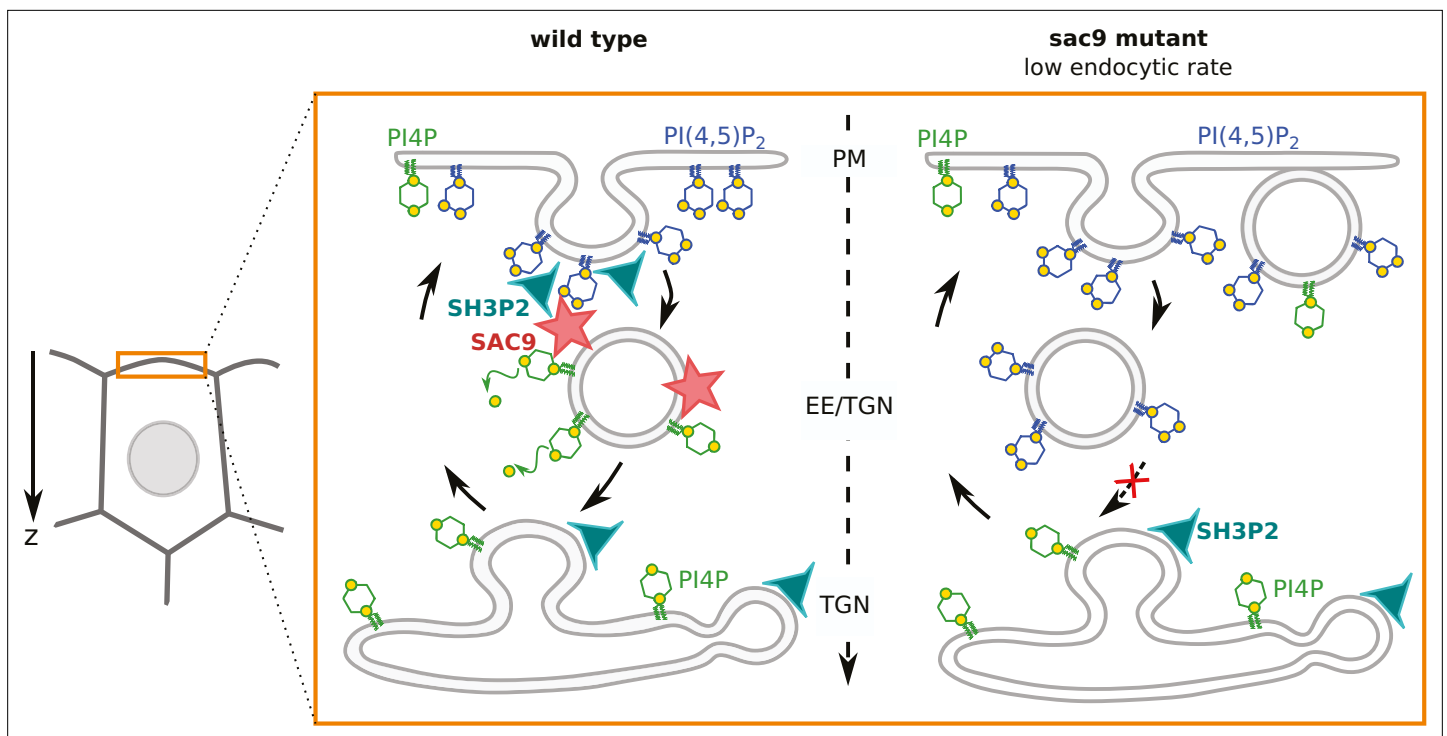 wild type
sac9 mutant
low endocytic rate
PI4P
PI(4,5)P₂
PM
PI4P
PI(4,5)P₂
SH3P2
SAC9
EE/TGN
z
SH3P2
PI4P
TGN
PI4P